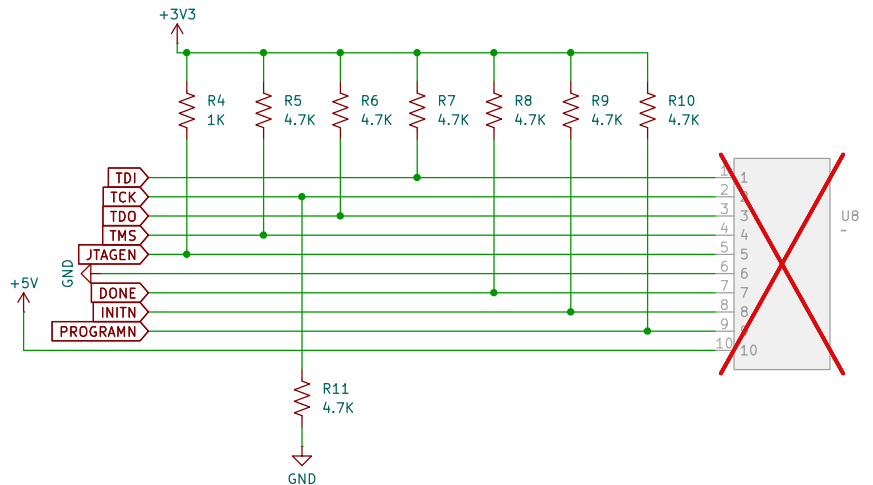 +3V3
R4
1K
R5
4.7K
R6
4.7K
R7
4.7K
R8
4.7K
R9
4.7K
R10
4.7K
TDI
TCK
TDO
TMS
JTAGEN
GND
DONE
INITN
PROGRAMN
+5V
1 1
2 2
3 3
4 4
5 5
6 6
7 7
8 8
9 9
10 10
U8
~
R11
4.7K
GND